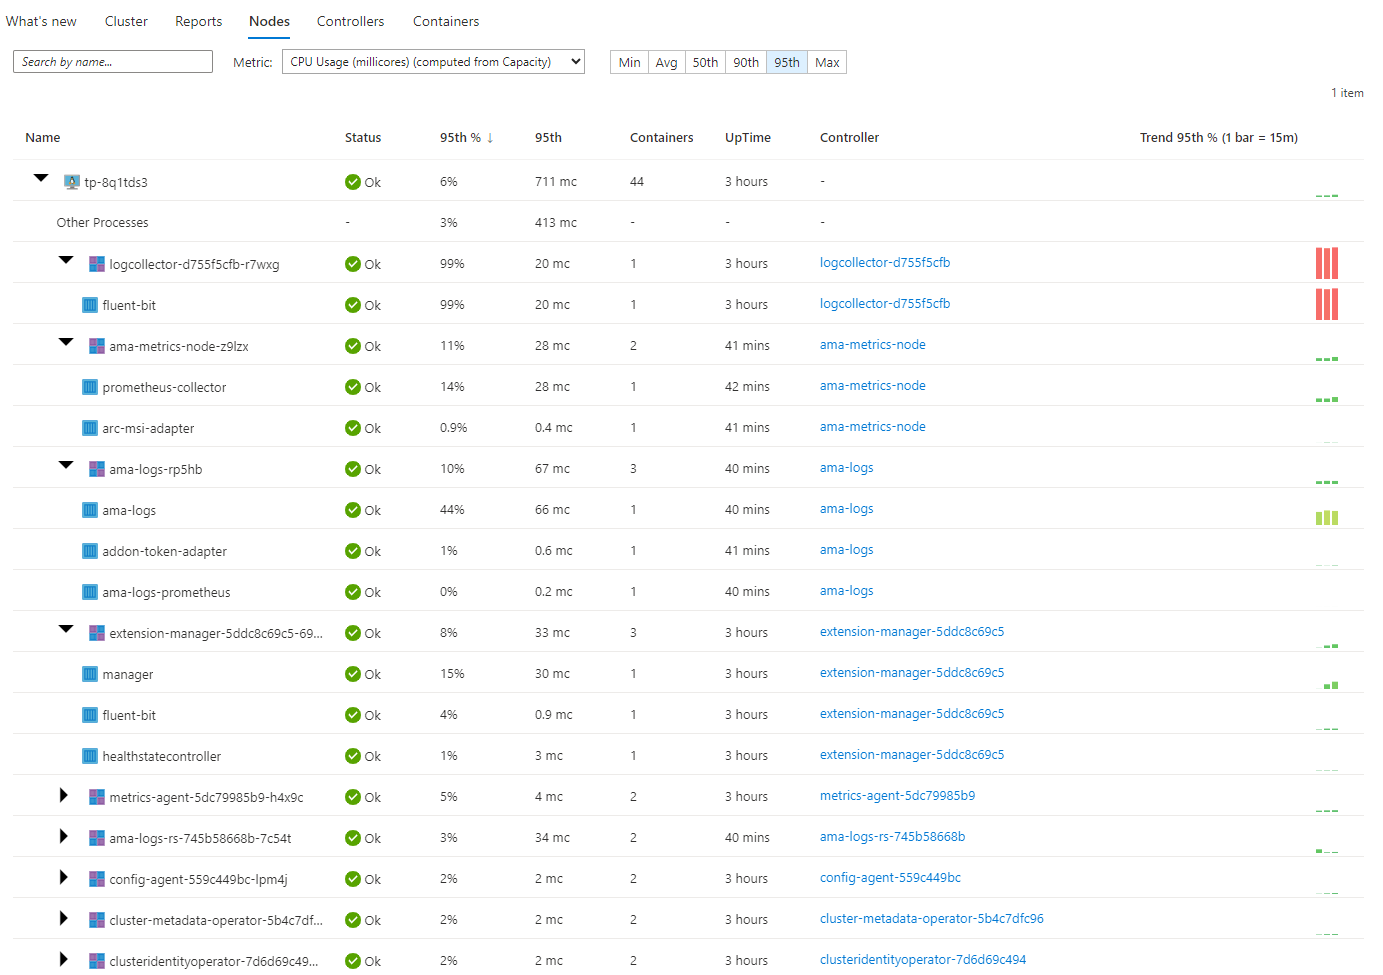 What's new Cluster Reports Nodes Controllers Containers
Search by name... Metric: CPU Usage (millicores) (computed from Capacity) Min Avg 50th 90th 95th Max
1 item
Name Status 95th % ↓ 95th Containers UpTime Controller Trend 95th % (1 bar = 15m)
tp-8q1tds3 Ok 6% 711 mc 44 3 hours -
Other Processes - 3% 413 mc - - -
logcollector-d755f5cfb-r7wxg Ok 99% 20 mc 1 3 hours logcollector-d755f5cfb
fluent-bit Ok 99% 20 mc 1 3 hours logcollector-d755f5cfb
ama-metrics-node-z9lzx Ok 11% 28 mc 2 41 mins ama-metrics-node
prometheus-collector Ok 14% 28 mc 1 42 mins ama-metrics-node
arc-msi-adapter Ok 0.9% 0.4 mc 1 41 mins ama-metrics-node
ama-logs-rp5hb Ok 10% 67 mc 3 40 mins ama-logs
ama-logs Ok 44% 66 mc 1 40 mins ama-logs
addon-token-adapter Ok 1% 0.6 mc 1 41 mins ama-logs
ama-logs-prometheus Ok 0% 0.2 mc 1 40 mins ama-logs
extension-manager-5ddc8c69c5-69... Ok 8% 33 mc 3 3 hours extension-manager-5ddc8c69c5
manager Ok 15% 30 mc 1 3 hours extension-manager-5ddc8c69c5
fluent-bit Ok 4% 0.9 mc 1 3 hours extension-manager-5ddc8c69c5
healthstatecontroller Ok 1% 3 mc 1 3 hours extension-manager-5ddc8c69c5
metrics-agent-5dc79985b9-h4x9c Ok 5% 4 mc 2 3 hours metrics-agent-5dc79985b9
ama-logs-rs-745b58668b-7c54t Ok 3% 34 mc 2 40 mins ama-logs-rs-745b58668b
config-agent-559c449bc-lpm4j Ok 2% 2 mc 2 3 hours config-agent-559c449bc
cluster-metadata-operator-5b4c7df... Ok 2% 2 mc 2 3 hours cluster-metadata-operator-5b4c7dfc96
clusteridentityoperator-7d6d69c49... Ok 2% 2 mc 2 3 hours clusteridentityoperator-7d6d69c494